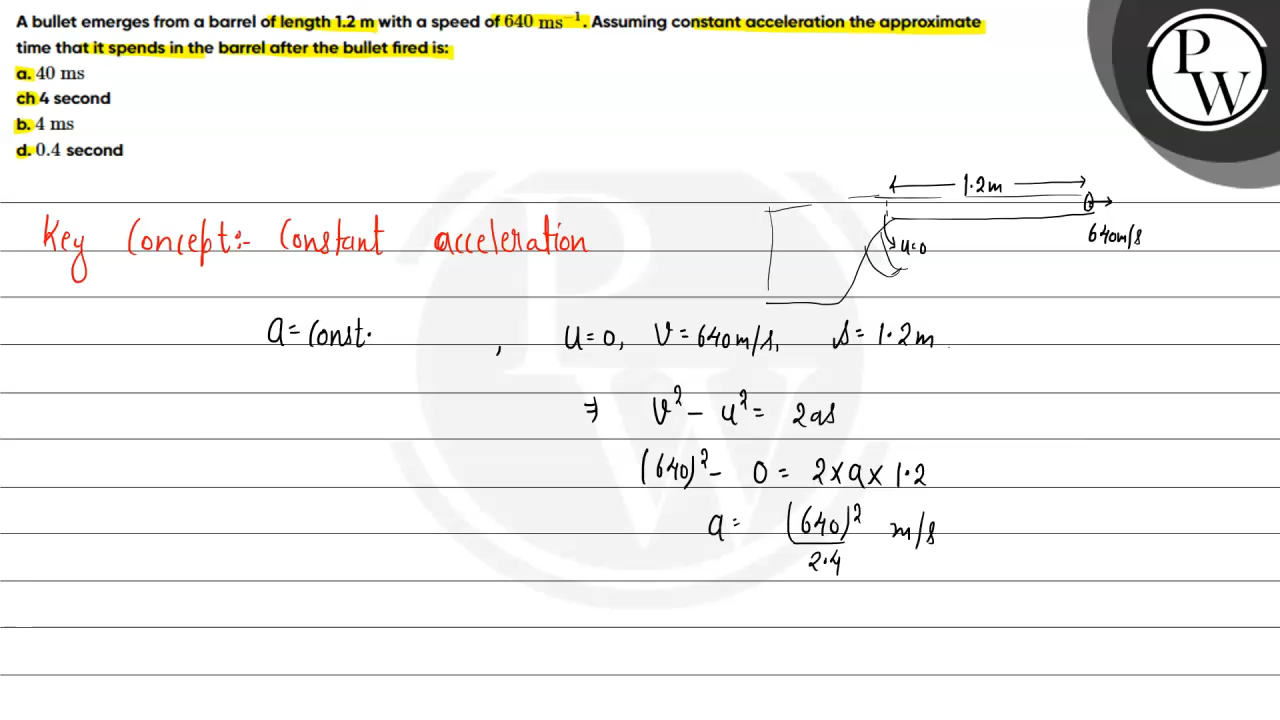 A bullet emerges from a barrel of length 1.2 m with a speed of 640 ms⁻¹. Assuming constant acceleration the approximate
time that it spends in the barrel after the bullet fired is:
a. 40 ms
ch 4 second
b. 4 ms
d. 0.4 second
PW
1.2m
640m/s
u=0
Key Concept:- Constant acceleration
a = Const.
, u=0, v=640m/s, s=1.2m
⇒ v² - u² = 2as
(640)² - 0 = 2×a×1.2
a = (640)²/2.4 m/s
PW